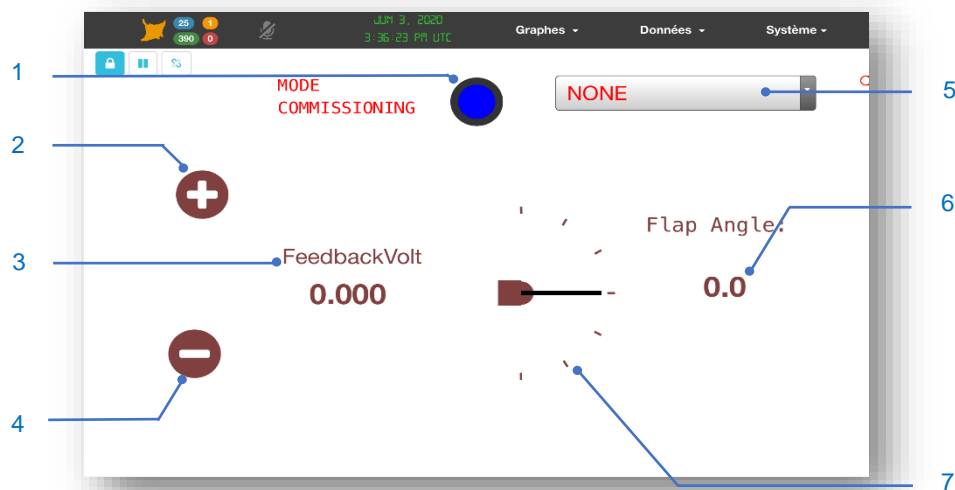 25 1
390 0
JUN 3, 2020
3:36:23 PM UTC
Graphes
Données
Système
1
MODE
COMMISSIONING
NONE
5
2
6
Flap Angle:
3
FeedbackVolt
0.000
0.0
4
7